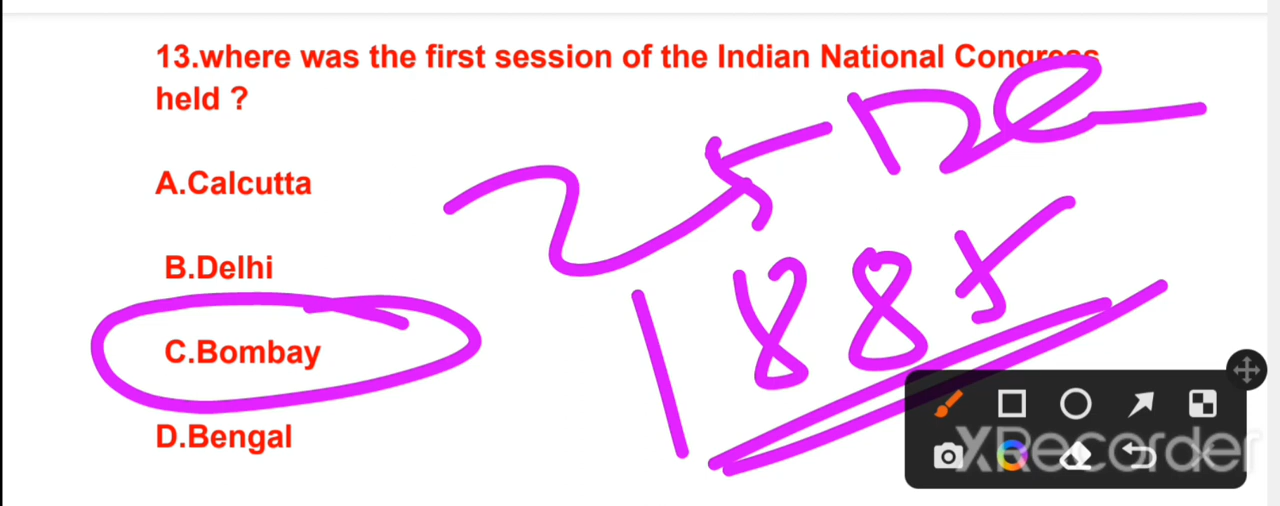 13.where was the first session of the Indian National Congress
held ?
25 De
A.Calcutta
1885
B.Delhi
C.Bombay
D.Bengal
XRecorder